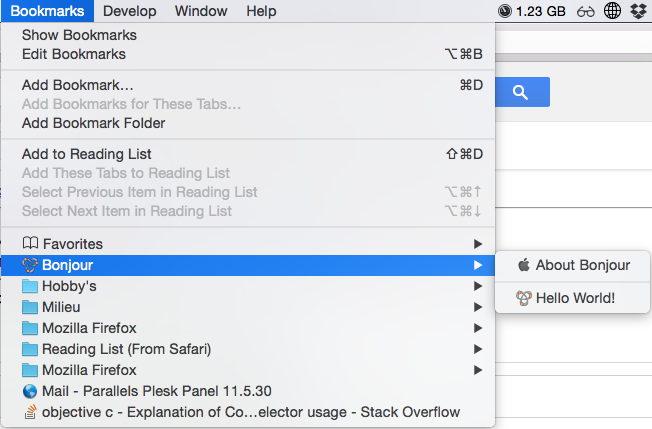 Bookmarks Develop Window Help 1.23 GB
Show Bookmarks
Edit Bookmarks ⌥⌘B
Add Bookmark... ⌘D
Add Bookmarks for These Tabs...
Add Bookmark Folder
Add to Reading List ⇧⌘D
Add These Tabs to Reading List
Select Previous Item in Reading List ⌥⌘↑
Select Next Item in Reading List ⌥⌘↓
Favorites
Bonjour
About Bonjour
Hello World!
Hobby's
Milieu
Mozilla Firefox
Reading List (From Safari)
Mozilla Firefox
Mail - Parallels Plesk Panel 11.5.30
objective c - Explanation of Co...elector usage - Stack Overflow